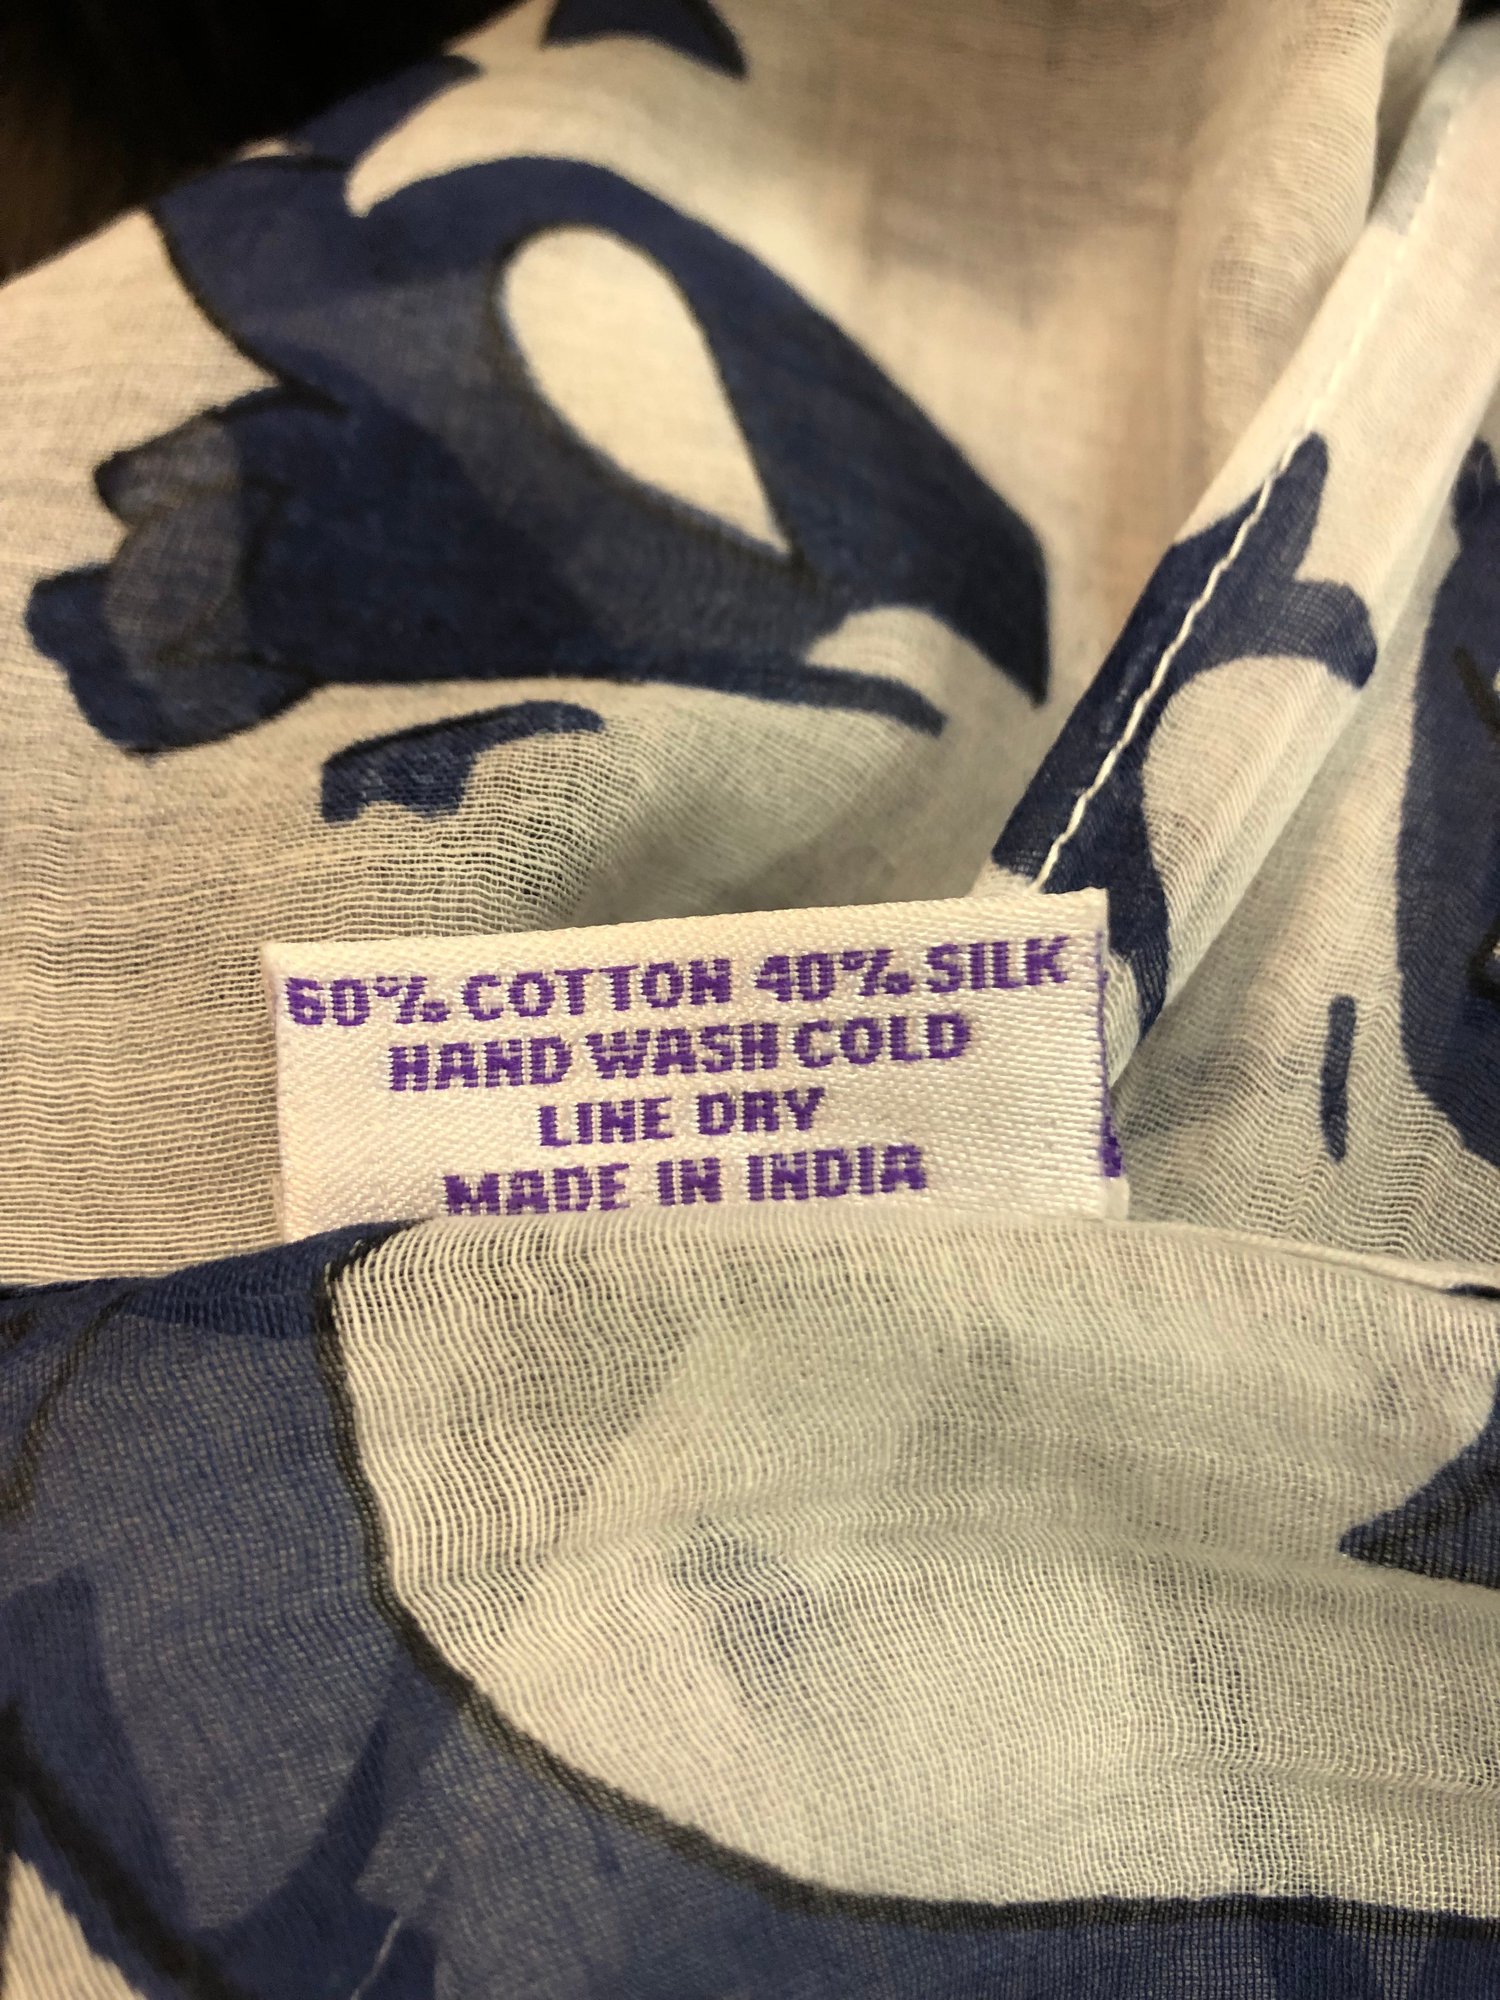 60% COTTON 40% SILK
HAND WASH COLD
LINE DRY
MADE IN INDIA